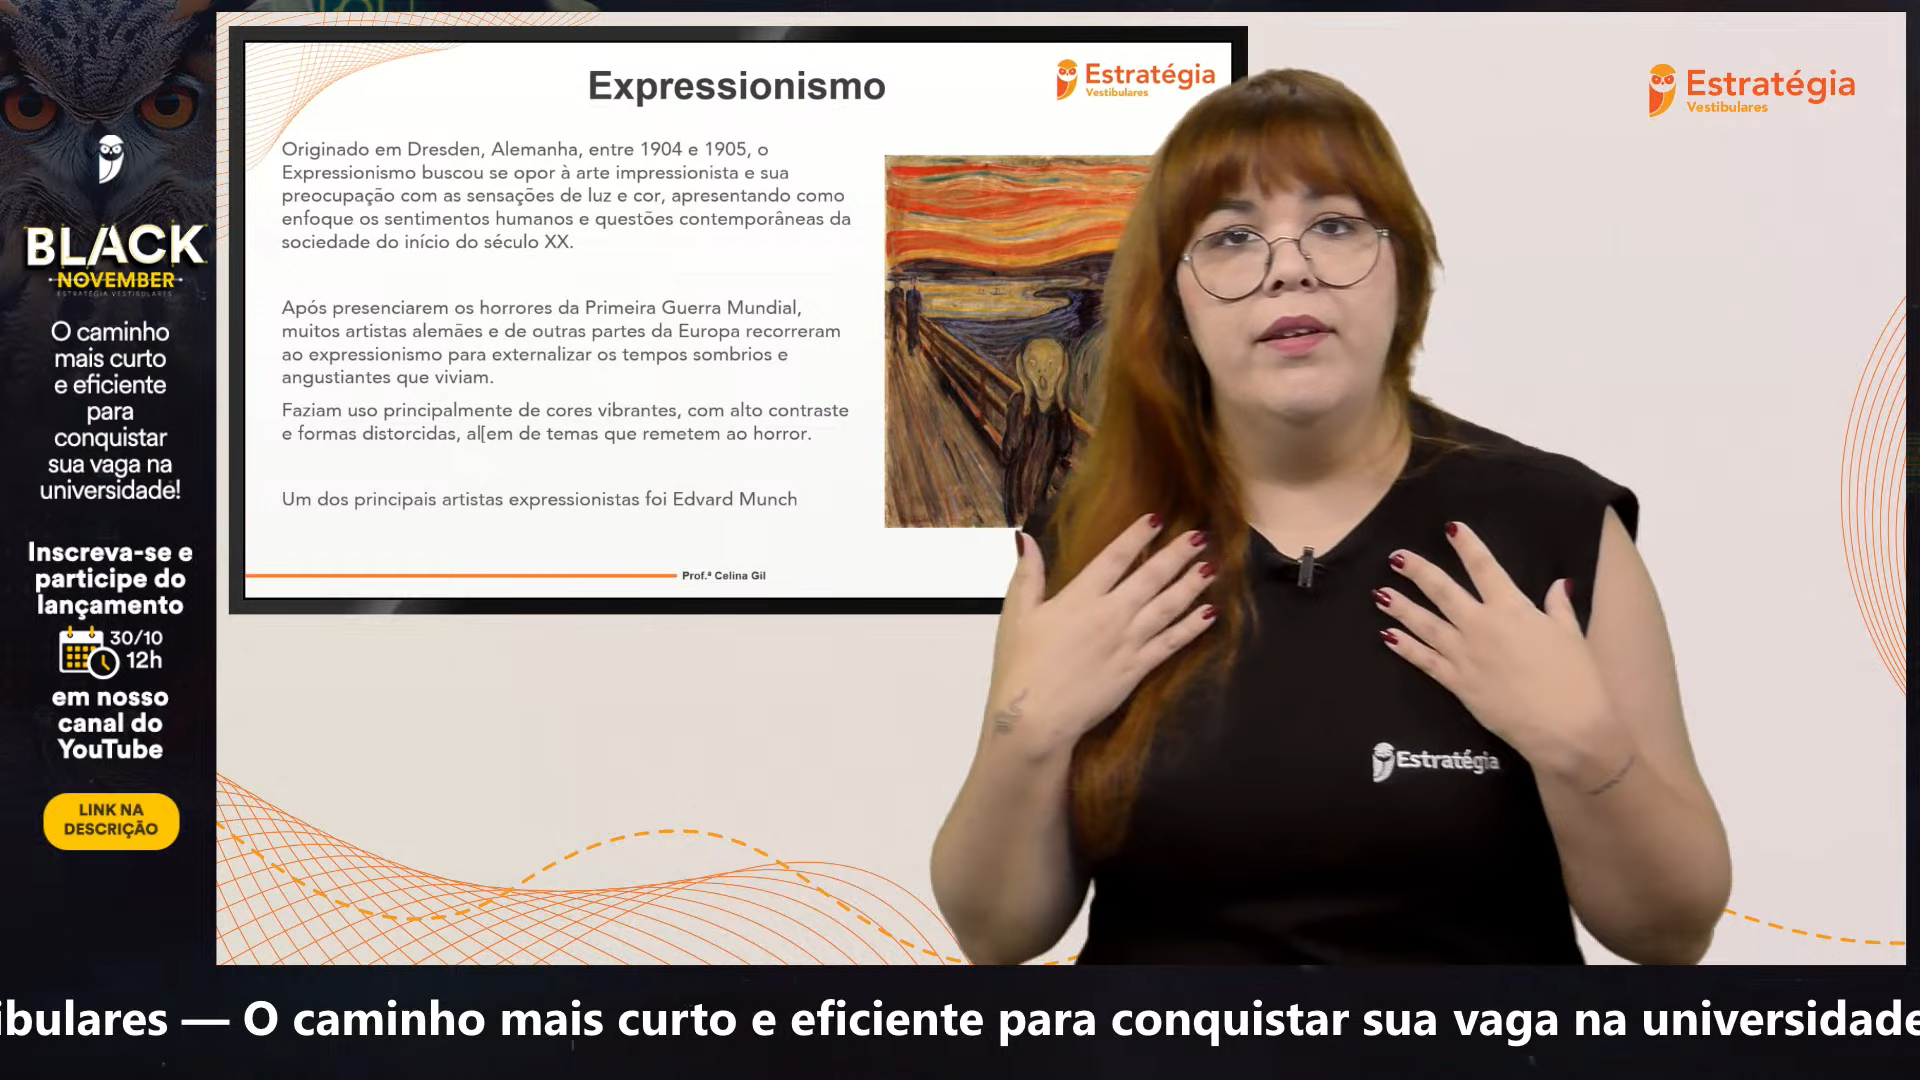 BLACK
NOVEMBER
ESTRATÉGIA VESTIBULARES
O caminho
mais curto
e eficiente
para
conquistar
sua vaga na
universidade!
Inscreva-se e
participe do
lançamento
30/10
12h
em nosso
canal do
YouTube
LINK NA
DESCRIÇÃO
Expressionismo
Estratégia
Vestibulares
Originado em Dresden, Alemanha, entre 1904 e 1905, o
Expressionismo buscou se opor à arte impressionista e sua
preocupação com as sensações de luz e cor, apresentando como
enfoque os sentimentos humanos e questões contemporâneas da
sociedade do início do século XX.
Após presenciarem os horrores da Primeira Guerra Mundial,
muitos artistas alemães e de outras partes da Europa recorreram
ao expressionismo para externalizar os tempos sombrios e
angustiantes que viviam.
Faziam uso principalmente de cores vibrantes, com alto contraste
e formas distorcidas, al[em de temas que remetem ao horror.
Um dos principais artistas expressionistas foi Edvard Munch
Prof.ª Celina Gil
Estratégia
Vestibulares
Estratégia
ibulares — O caminho mais curto e eficiente para conquistar sua vaga na universidade